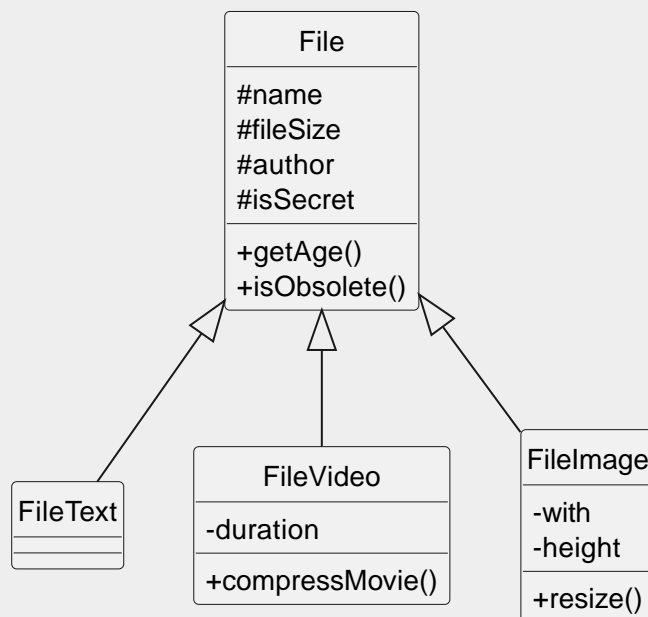 File
#name
#fileSize
#author
#isSecret
+getAge()
+isObsolete()
FileText
FileVideo
-duration
+compressMovie()
FileImage
-with
-height
+resize()